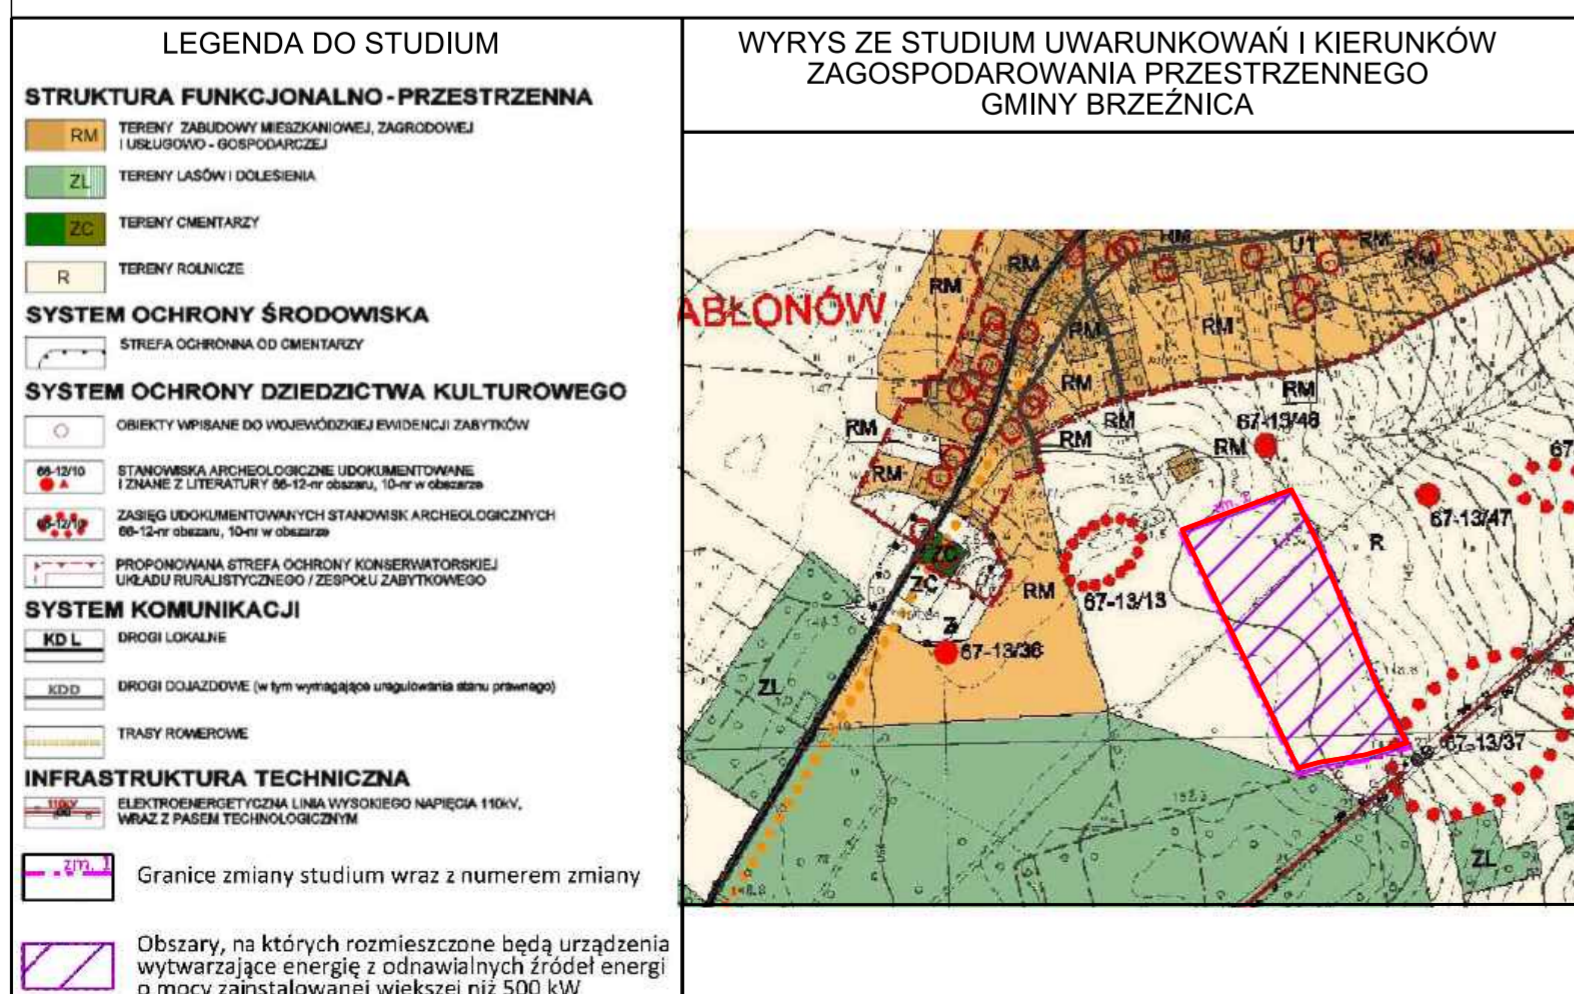 LEGENDA DO STUDIUM
STRUKTURA FUNKCJONALNO - PRZESTRZENNA
RM
TERENY ZABUDOWY MIESZKANIOWEJ, ZAGRODOWEJ
I USŁUGOWO - GOSPODARCZEJ
ZL
TERENY LASÓW I DOLESIENIA
ZC
TERENY CMENTARZY
R
TERENY ROLNICZE
SYSTEM OCHRONY ŚRODOWISKA
STREFA OCHRONNA OD CMENTARZY
SYSTEM OCHRONY DZIEDZICTWA KULTUROWEGO
OBIEKTY WPISANE DO WOJEWÓDZKIEJ EWIDENCJI ZABYTKÓW
66-12/10
STANOWISKA ARCHEOLOGICZNE UDOKUMENTOWANE
I ZNANE Z LITERATURY 66-12-nr obszaru, 10-nr w obszarze
66-12/10
ZASIĘG UDOKUMENTOWANYCH STANOWISK ARCHEOLOGICZNYCH
66-12-nr obszaru, 10-nr w obszarze
PROPONOWANA STREFA OCHRONY KONSERWATORSKIEJ
UKŁADU RURALISTYCZNEGO / ZESPOŁU ZABYTKOWEGO
SYSTEM KOMUNIKACJI
KD L
DROGI LOKALNE
KDD
DROGI DOJAZDOWE (w tym wymagające uregulowania stanu prawnego)
TRASY ROWEROWE
INFRASTRUKTURA TECHNICZNA
110kV
ELEKTROENERGETYCZNA LINIA WYSOKIEGO NAPIĘCIA 110kV,
WRAZ Z PASEM TECHNOLOGICZNYM
zm. 1
Granice zmiany studium wraz z numerem zmiany
Obszary, na których rozmieszczone będą urządzenia
wytwarzające energię z odnawialnych źródeł energi
o mocy zainstalowanej większej niż 500 kW
WYRYS ZE STUDIUM UWARUNKOWAŃ I KIERUNKÓW
ZAGOSPODAROWANIA PRZESTRZENNEGO
GMINY BRZEŹNICA
RM
U1
RM
RM
RM
RM
ABŁONÓW
RM
RM
RM
RM
RM
RM
RM
67-13/48
RM
RM
67-13/47
R
ZC
ZC
RM
67-13/13
67-13/36
ZL
67-13/37
ZL